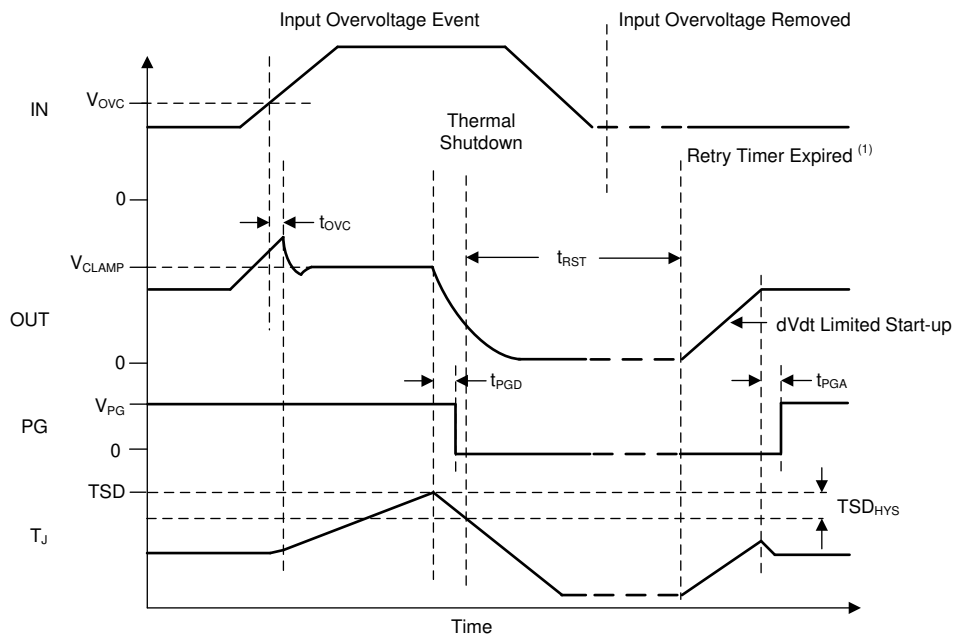 Input Overvoltage Event
Input Overvoltage Removed
IN
VOVC
Thermal
Shutdown
Retry Timer Expired (1)
0
tOVC
VCLAMP
tRST
OUT
dVdt Limited Start-up
0
tPGD
tPGA
VPG
PG
0
TSD
TSDHYS
TJ
Time